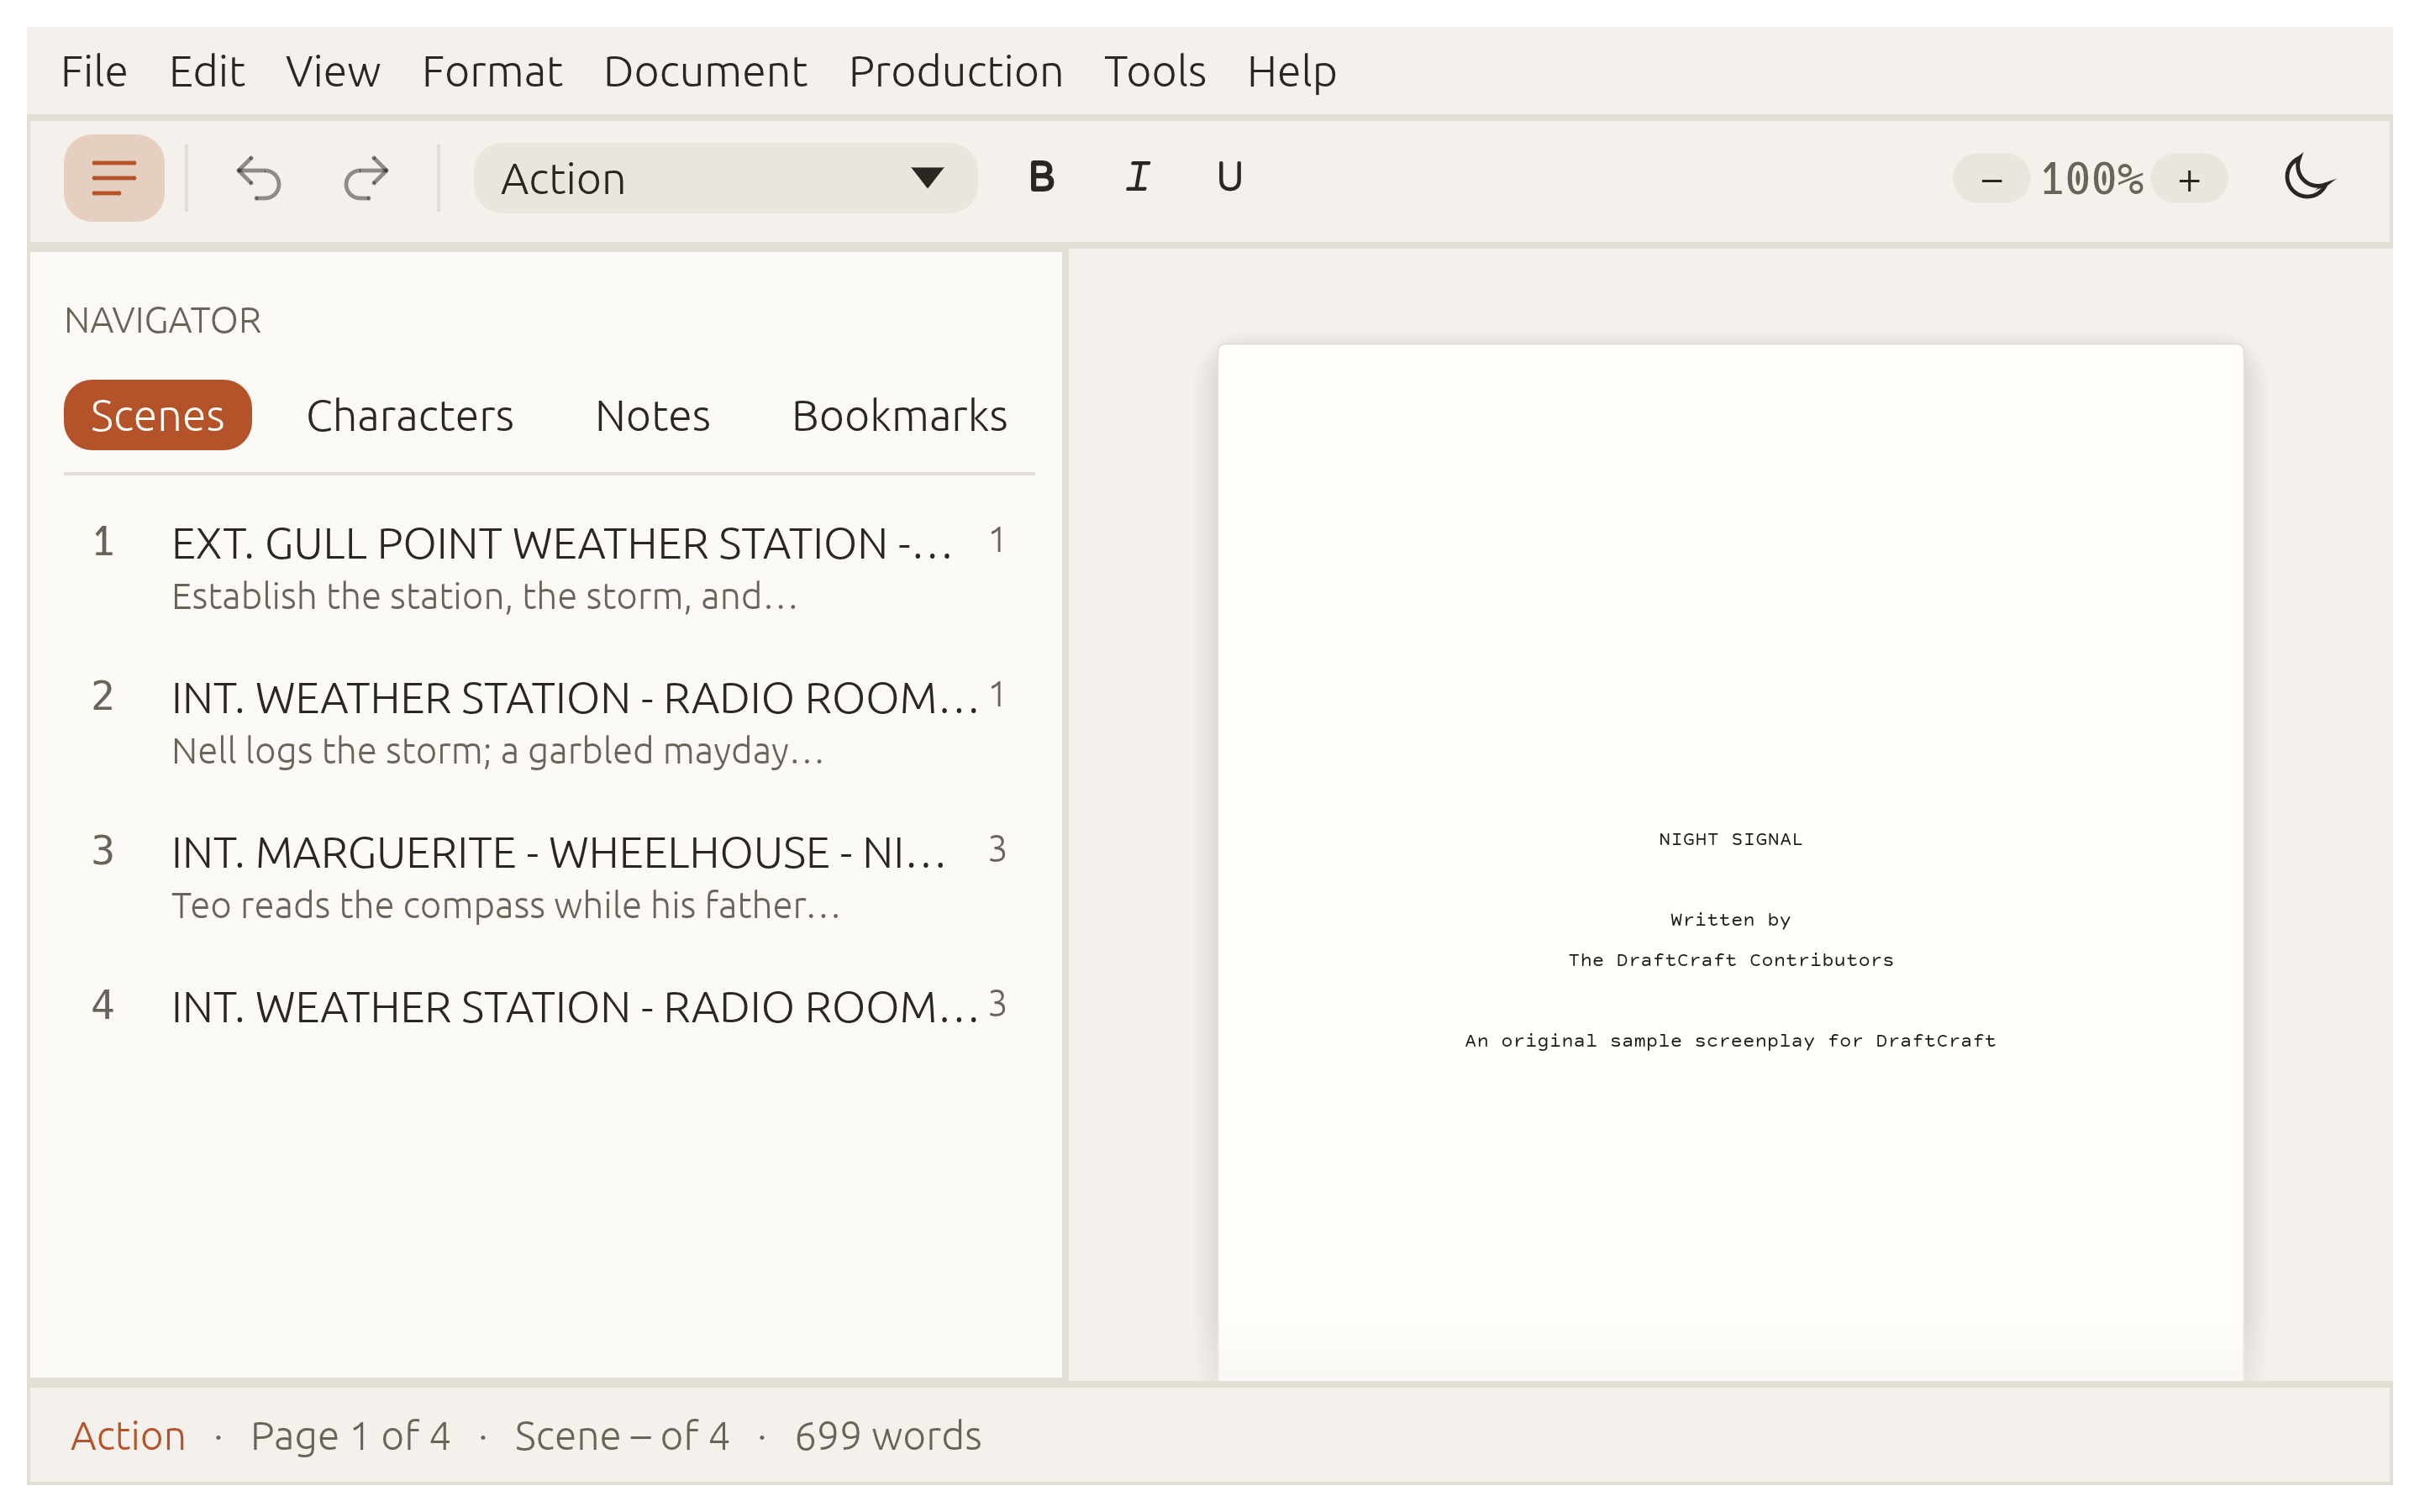 File Edit View Format Document Production Tools Help
Action B I U − 100% +
NAVIGATOR
Scenes Characters Notes Bookmarks
1 EXT. GULL POINT WEATHER STATION -... 1
Establish the station, the storm, and...
2 INT. WEATHER STATION - RADIO ROOM... 1
Nell logs the storm; a garbled mayday...
3 INT. MARGUERITE - WHEELHOUSE - NI... 3
Teo reads the compass while his father...
4 INT. WEATHER STATION - RADIO ROOM... 3
NIGHT SIGNAL
Written by
The DraftCraft Contributors
An original sample screenplay for DraftCraft
Action · Page 1 of 4 · Scene – of 4 · 699 words